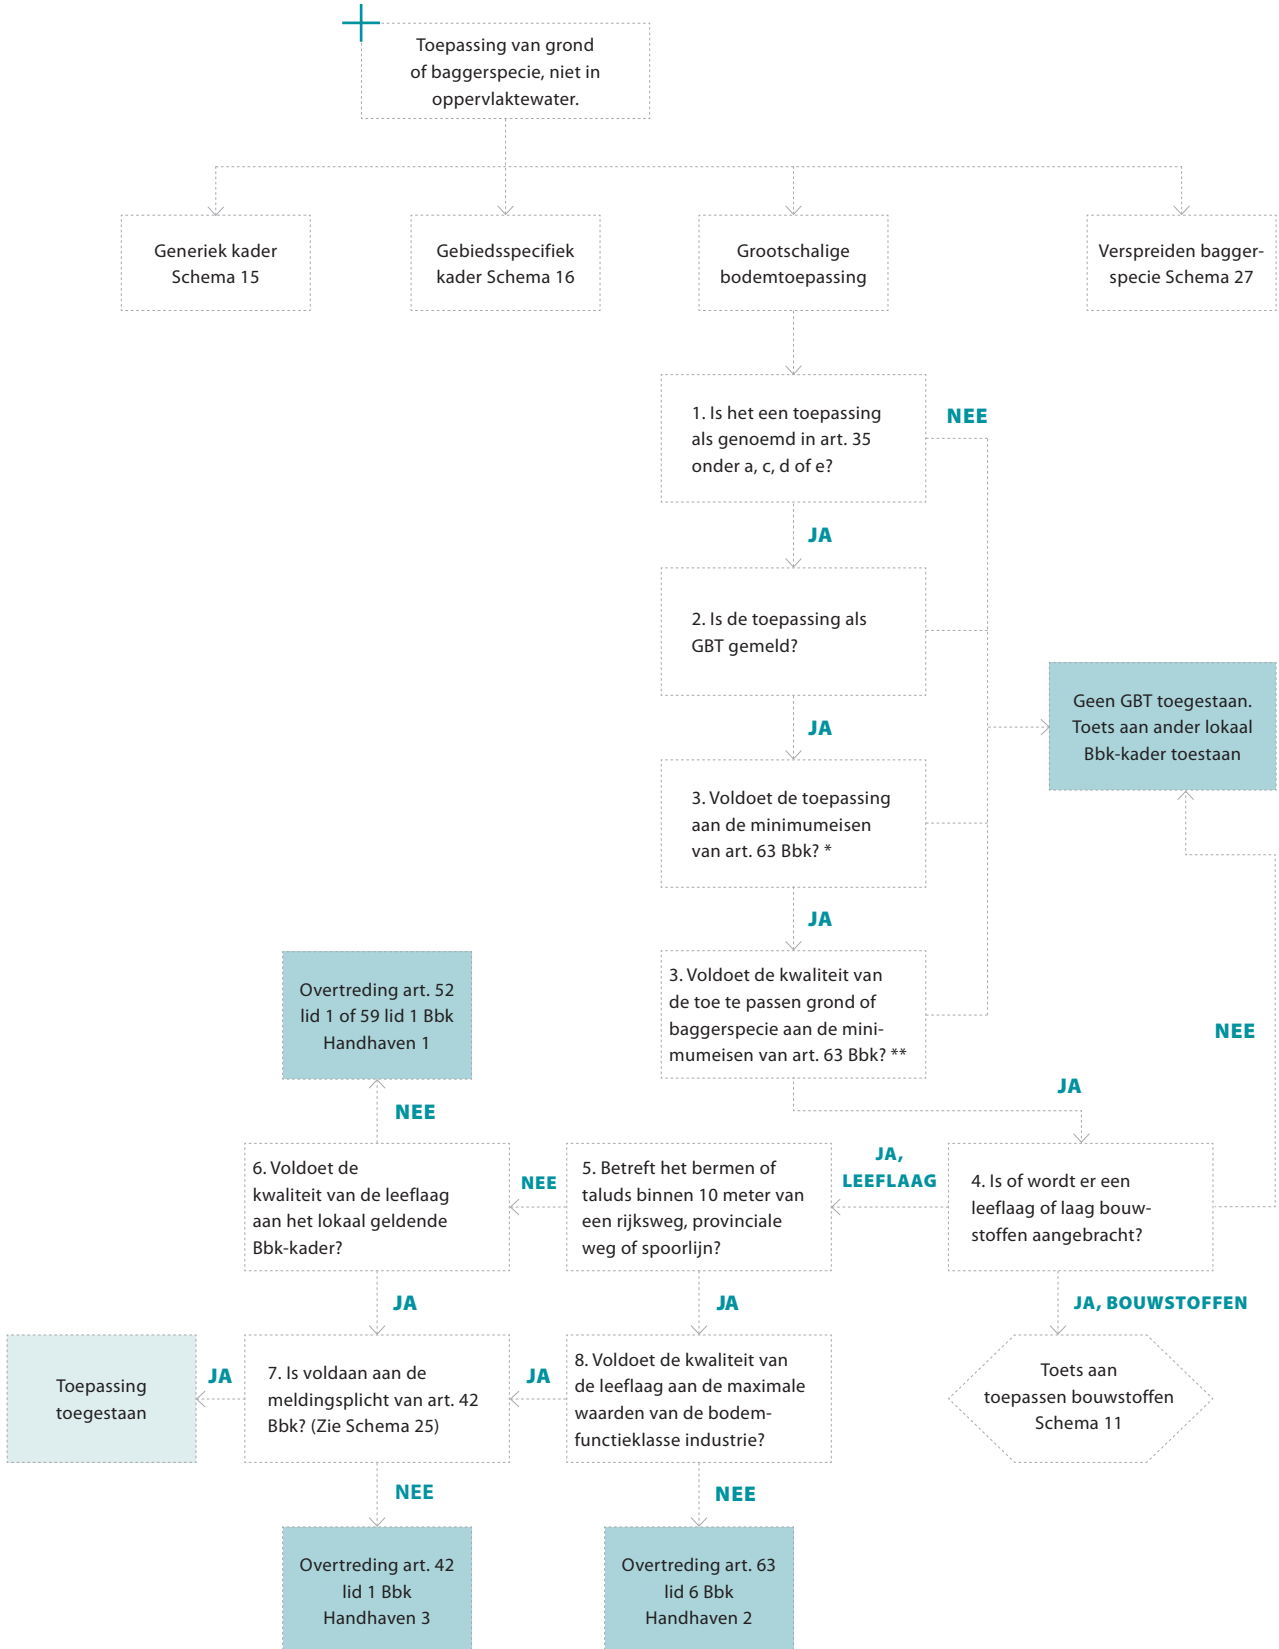 Toepassing van grond
of baggerspecie, niet in
oppervlaktewater.
Generiek kader
Schema 15
Gebiedsspecifiek
kader Schema 16
Grootschalige
bodemtoepassing
Verspreiden bagger-
specie Schema 27
1. Is het een toepassing
als genoemd in art. 35
onder a, c, d of e?
NEE
JA
2. Is de toepassing als
GBT gemeld?
Geen GBT toegestaan.
Toets aan ander lokaal
Bbk-kader toestaan
JA
3. Voldoet de toepassing
aan de minimumeisen
van art. 63 Bbk? *
JA
3. Voldoet de kwaliteit van
de toe te passen grond of
baggerspecie aan de mini-
mumeisen van art. 63 Bbk? **
Overtreding art. 52
lid 1 of 59 lid 1 Bbk
Handhaven 1
NEE
JA
NEE
6. Voldoet de
kwaliteit van de leeflaag
aan het lokaal geldende
Bbk-kader?
NEE
5. Betreft het bermen of
taluds binnen 10 meter van
een rijksweg, provinciale
weg of spoorlijn?
JA,
LEEFLAAG
4. Is of wordt er een
leeflaag of laag bouw-
stoffen aangebracht?
JA
JA
JA, BOUWSTOFFEN
Toepassing
toegestaan
JA
7. Is voldaan aan de
meldingsplicht van art. 42
Bbk? (Zie Schema 25)
JA
8. Voldoet de kwaliteit van
de leeflaag aan de maximale
waarden van de bodem-
functieklasse industrie?
Toets aan
toepassen bouwstoffen
Schema 11
NEE
NEE
Overtreding art. 42
lid 1 Bbk
Handhaven 3
Overtreding art. 63
lid 6 Bbk
Handhaven 2